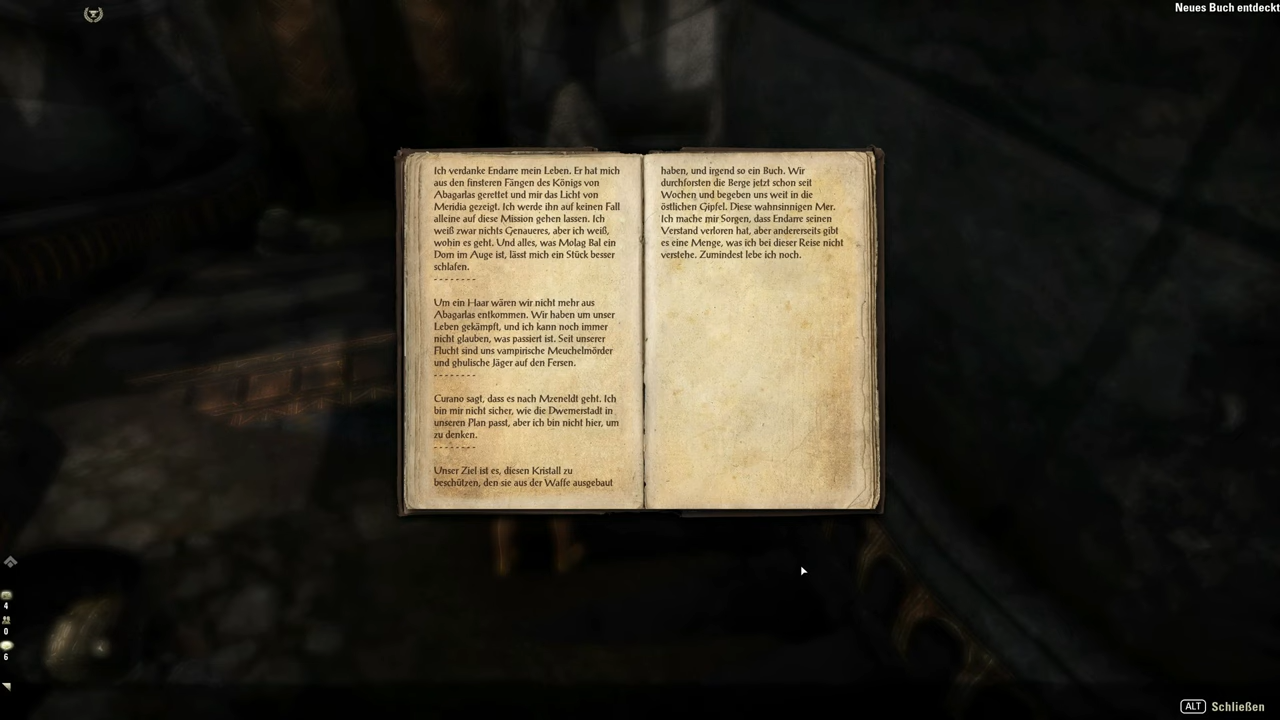 Neues Buch entdeckt
Ich verdanke Endarre mein Leben. Er hat mich
aus den finsteren Fängen des Königs von
Abagarlas gerettet und mir das Licht von
Meridia gezeigt. Ich werde ihn auf keinen Fall
alleine auf diese Mission gehen lassen. Ich
weiß zwar nichts Genaueres, aber ich weiß,
wohin es geht. Und alles, was Molag Bal ein
Dorn im Auge ist, lässt mich ein Stück besser
schlafen.
--------
Um ein Haar wären wir nicht mehr aus
Abagarlas entkommen. Wir haben um unser
Leben gekämpft, und ich kann noch immer
nicht glauben, was passiert ist. Seit unserer
Flucht sind uns vampirische Meuchelmörder
und ghulische Jäger auf den Fersen.
--------
Curano sagt, dass es nach Mzeneldt geht. Ich
bin mir nicht sicher, wie die Dwemerstadt in
unseren Plan passt, aber ich bin nicht hier, um
zu denken.
--------
Unser Ziel ist es, diesen Kristall zu
beschützen, den sie aus der Waffe ausgebaut
haben, und irgend so ein Buch. Wir
durchforsten die Berge jetzt schon seit
Wochen und begeben uns weit in die
östlichen Gipfel. Diese wahnsinnigen Mer.
Ich mache mir Sorgen, dass Endarre seinen
Verstand verloren hat, aber andererseits gibt
es eine Menge, was ich bei dieser Reise nicht
verstehe. Zumindest lebe ich noch.
4
0
6
ALT Schließen